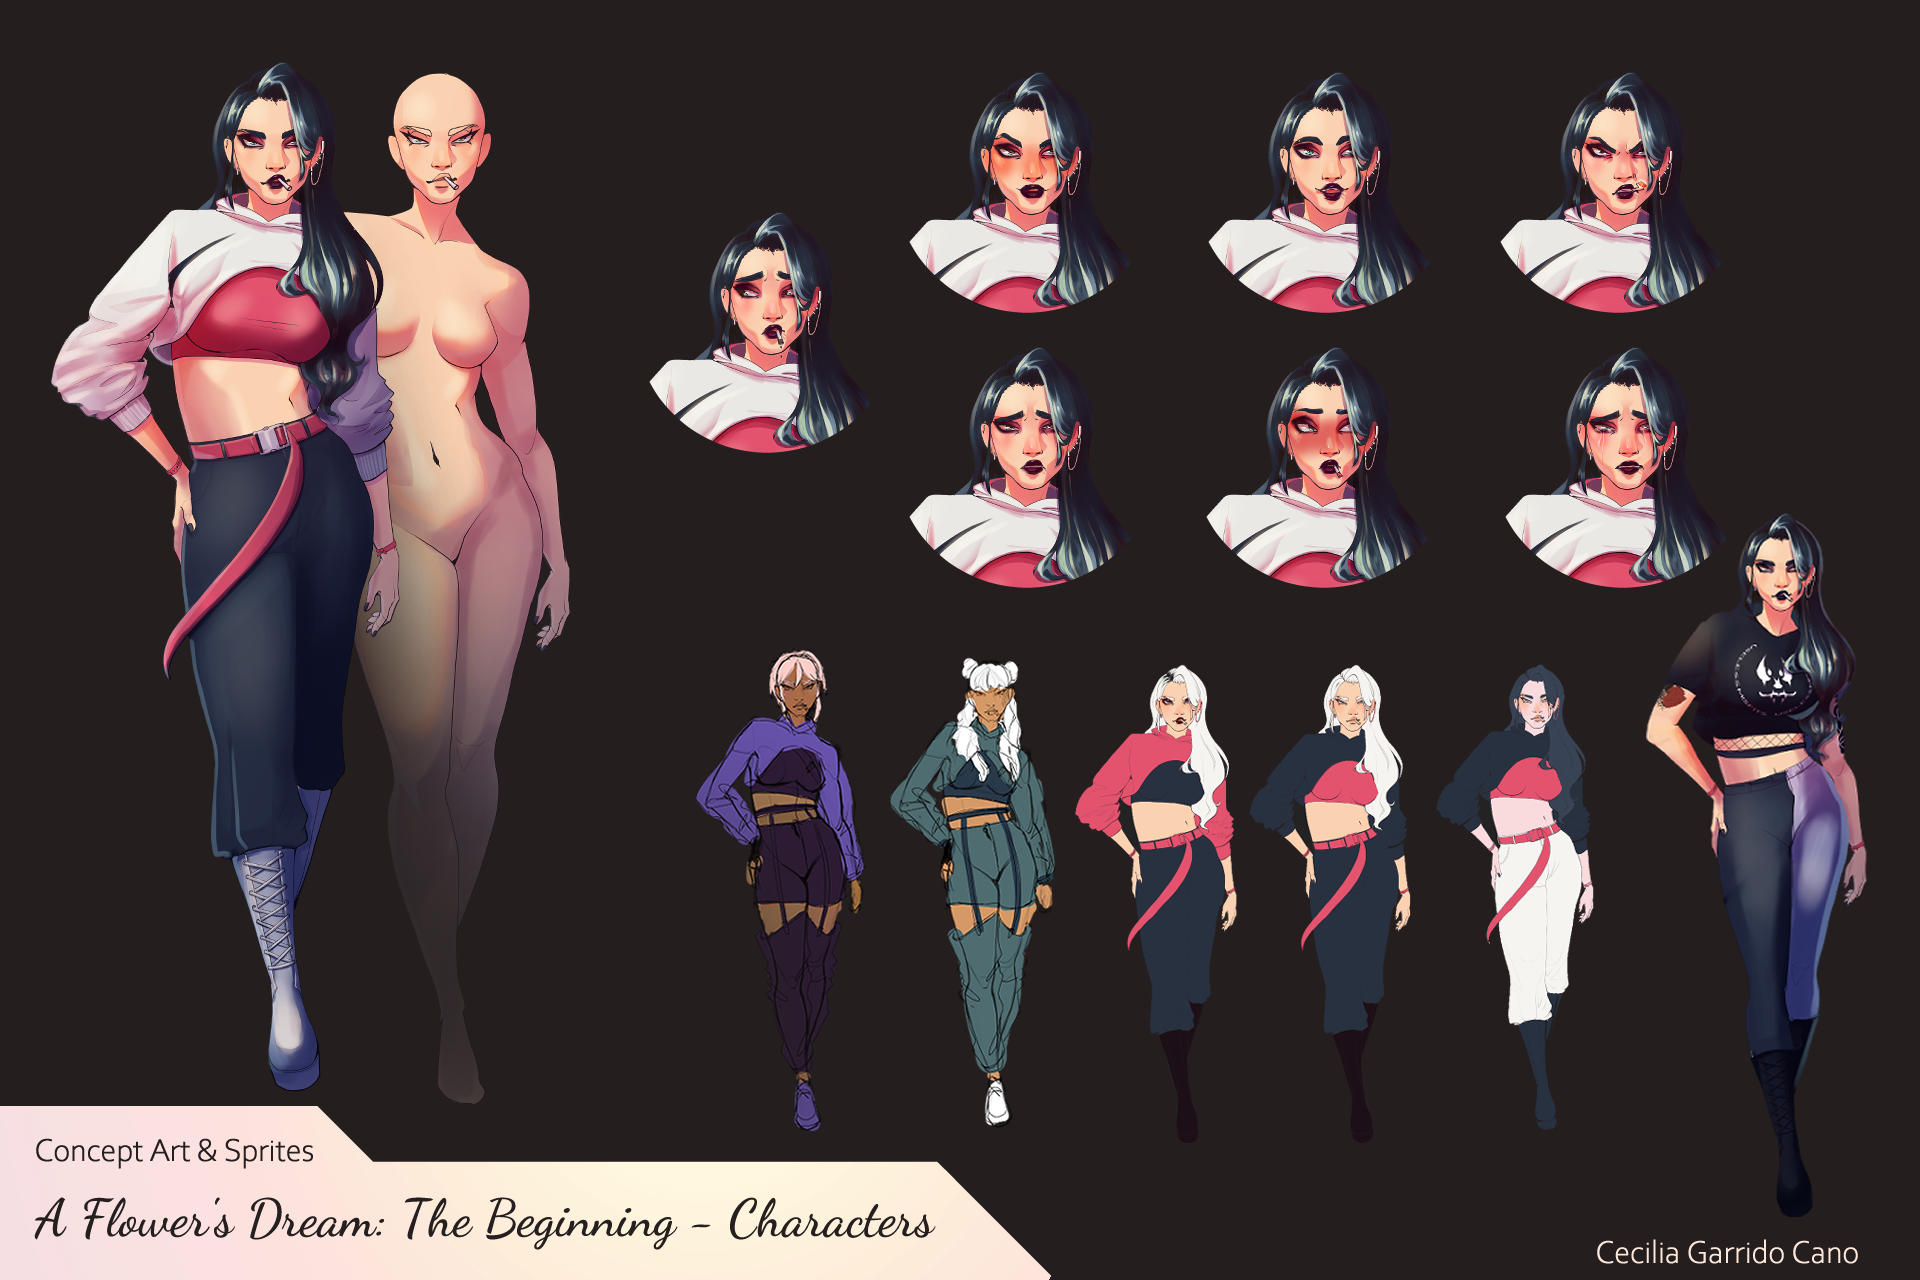 Concept Art & Sprites
A Flower's Dream: The Beginning - Characters
Cecilia Garrido Cano